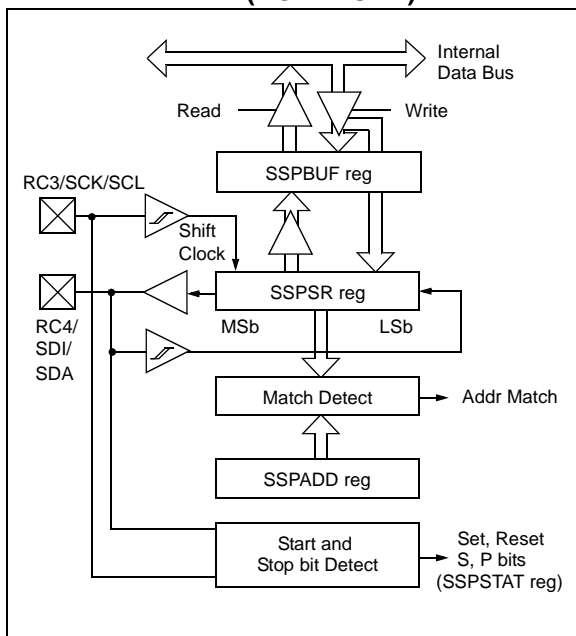 Internal
Data Bus
Read
Write
SSPBUF reg
RC3/SCK/SCL
Shift
Clock
SSPSR reg
MSb
LSb
RC4/
SDI/
SDA
Match Detect
Addr Match
SSPADD reg
Start and
Stop bit Detect
Set, Reset
S, P bits
(SSPSTAT reg)